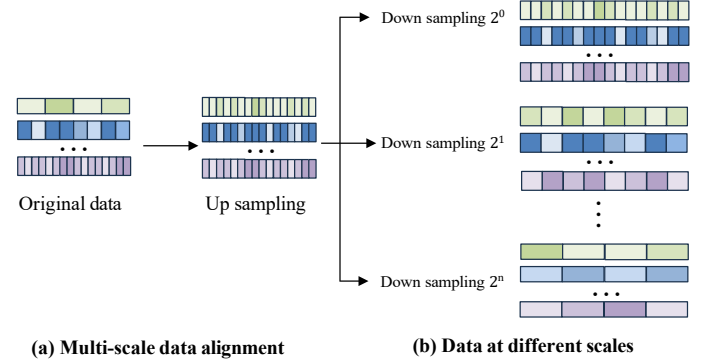 Down sampling 2⁰
Original data
Up sampling
Down sampling 2¹
Down sampling 2ⁿ
(a) Multi-scale data alignment
(b) Data at different scales